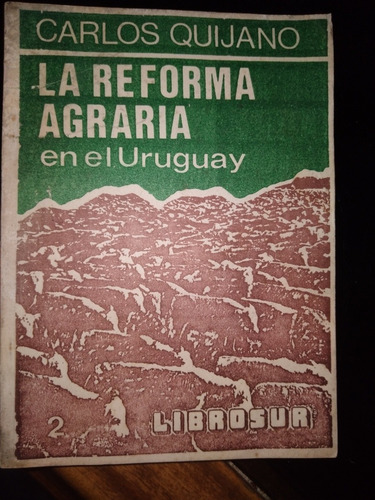 CARLOS QUIJANO
LA REFORMA
AGRARIA
en el Uruguay
2
LIBROSUR